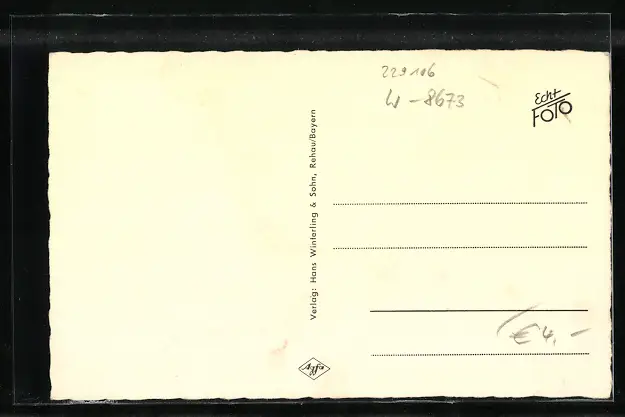 229106
W-8673
Echt
FOTO
Verlag: Hans Winterling & Sohn, Rehau/Bayern
€ 4,-
Agfa